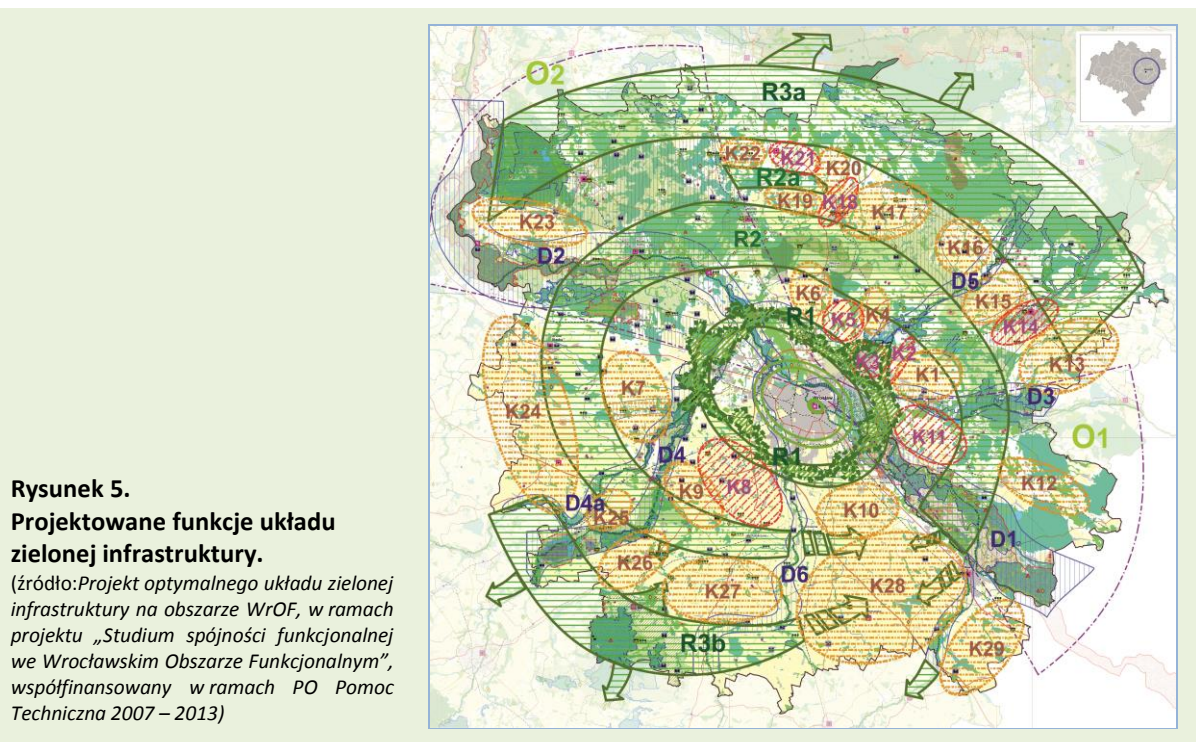 Rysunek 5.
Projektowane funkcje układu
zielonej infrastruktury.
(źródło:Projekt optymalnego układu zielonej
infrastruktury na obszarze WrOF, w ramach
projektu „Studium spójności funkcjonalnej
we Wrocławskim Obszarze Funkcjonalnym”,
współfinansowany w ramach PO Pomoc
Techniczna 2007 – 2013)
O2
R3a
K22
K21
K20
R2a
K19
K18
K17
K23
R2
K16
D2
D5
K6
K15
R1
K5
K4
K14
K3
K2
K13
K1
K7
D3
K24
O1
K11
D4
R1
K12
K9
K8
D4a
K25
K10
D1
K26
D6
K27
K28
R3b
K29